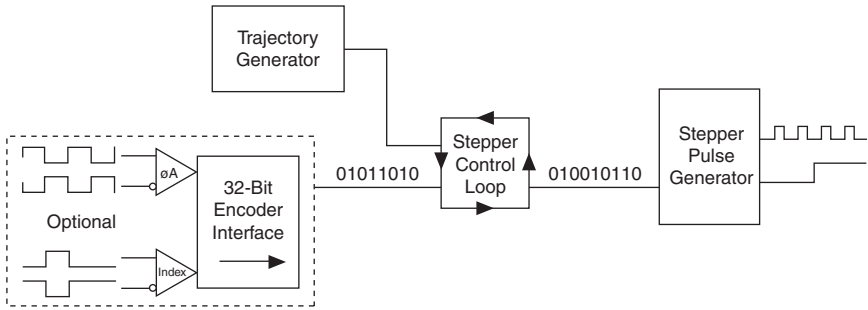 Trajectory
Generator
Stepper
Control
Loop
Stepper
Pulse
Generator
01011010
010010110
øA
32-Bit
Encoder
Interface
Optional
Index